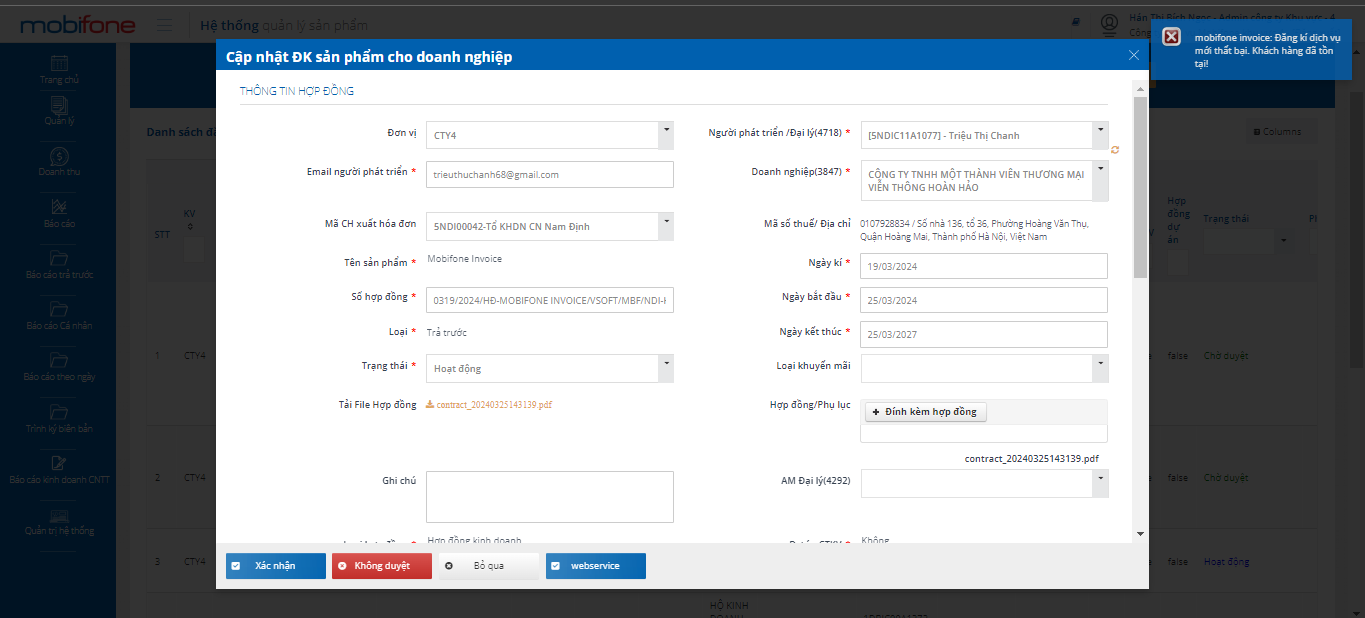 mobifone
Hệ thống quản lý sản phẩm
Hán Thị Bích Ngọc - Admin công ty Khu vực - 4
mobifone invoice: Đăng kí dịch vụ
mới thất bại. Khách hàng đã tồn
tại!
Trang chủ
Quản lý
Doanh thu
Báo cáo
Báo cáo trả trước
Báo cáo Cá nhân
Báo cáo theo ngày
Trình ký biên bản
Báo cáo kinh doanh CNTT
Quản trị hệ thống
Danh sách
Columns
STT
KV
Hợp
đồng
dự
án
Trạng thái
1 CTY4 false Chờ duyệt
2 CTY4 false Chờ duyệt
3 CTY4 false Hoạt động
HỘ KINH
Cập nhật ĐK sản phẩm cho doanh nghiệp
THÔNG TIN HỢP ĐỒNG
Đơn vị CTY4
Người phát triển /Đại lý(4718) * [5NDIC11A1077] - Triệu Thị Chanh
Email người phát triển * trieuthuchanh68@gmail.com
Doanh nghiệp(3847) * CÔNG TY TNHH MỘT THÀNH VIÊN THƯƠNG MẠI
VIỄN THÔNG HOÀN HẢO
Mã CH xuất hóa đơn 5NDI00042-Tổ KHDN CN Nam Định
Mã số thuế/ Địa chỉ 0107928834 / Số nhà 136, tổ 36, Phường Hoàng Văn Thụ,
Quận Hoàng Mai, Thành phố Hà Nội, Việt Nam
Tên sản phẩm * Mobifone Invoice
Ngày kí * 19/03/2024
Số hợp đồng * 0319/2024/HĐ-MOBIFONE INVOICE/VSOFT/MBF/NDI-
Ngày bắt đầu * 25/03/2024
Loại * Trả trước
Ngày kết thúc * 25/03/2027
Trạng thái * Hoạt động
Loại khuyến mãi
Tải File Hợp đồng contract_20240325143139.pdf
Hợp đồng/Phụ lục + Đính kèm hợp đồng
contract_20240325143139.pdf
Ghi chú
AM Đại lý(4292)
Hợp đồng kinh doanh
Không
Xác nhận
Không duyệt
Bỏ qua
webservice